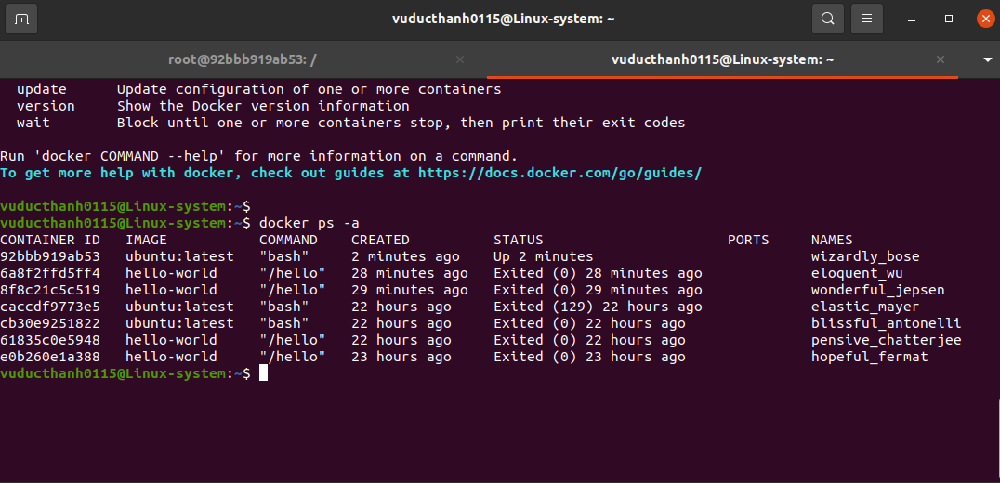 vuducthanh0115@Linux-system: ~
root@92bbb919ab53: /
vuducthanh0115@Linux-system: ~
update      Update configuration of one or more containers
version     Show the Docker version information
wait        Block until one or more containers stop, then print their exit codes
Run 'docker COMMAND --help' for more information on a command.
To get more help with docker, check out guides at https://docs.docker.com/go/guides/
vuducthanh0115@Linux-system:~$
vuducthanh0115@Linux-system:~$ docker ps -a
CONTAINER ID   IMAGE           COMMAND    CREATED          STATUS                      PORTS     NAMES
92bbb919ab53   ubuntu:latest   "bash"     2 minutes ago    Up 2 minutes                          wizardly_bose
6a8f2ffd5ff4   hello-world     "/hello"   28 minutes ago   Exited (0) 28 minutes ago             eloquent_wu
8f8c21c5c519   hello-world     "/hello"   29 minutes ago   Exited (0) 29 minutes ago             wonderful_jepsen
caccdf9773e5   ubuntu:latest   "bash"     22 hours ago     Exited (129) 22 hours ago             elastic_mayer
cb30e9251822   ubuntu:latest   "bash"     22 hours ago     Exited (0) 22 hours ago               blissful_antonelli
61835c0e5948   hello-world     "/hello"   22 hours ago     Exited (0) 22 hours ago               pensive_chatterjee
e0b260e1a388   hello-world     "/hello"   23 hours ago     Exited (0) 23 hours ago               hopeful_fermat
vuducthanh0115@Linux-system:~$